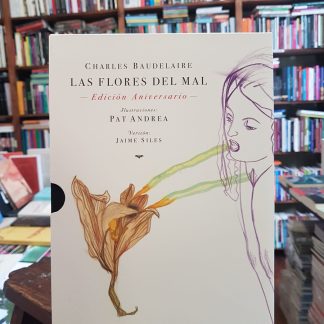 CHARLES BAUDELAIRE
LAS FLORES DEL MAL
— Edición Aniversario —
Ilustraciones:
PAT ANDREA
Versión:
JAIME SILES